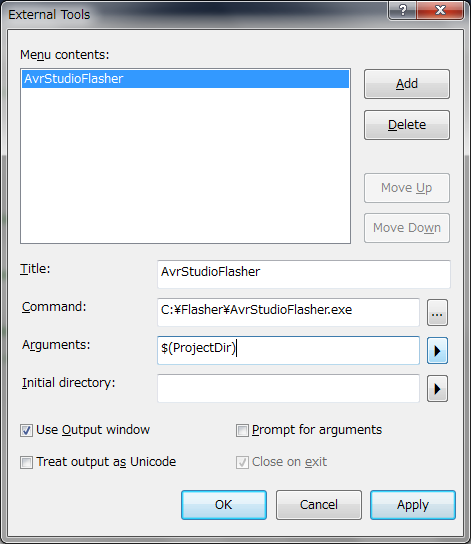 External Tools
Menu contents:
AvrStudioFlasher
Add
Delete
Move Up
Move Down
Title:
AvrStudioFlasher
Command:
C:¥Flasher¥AvrStudioFlasher.exe
...
Arguments:
$(ProjectDir)
Initial directory:
Use Output window
Prompt for arguments
Treat output as Unicode
Close on exit
OK
Cancel
Apply